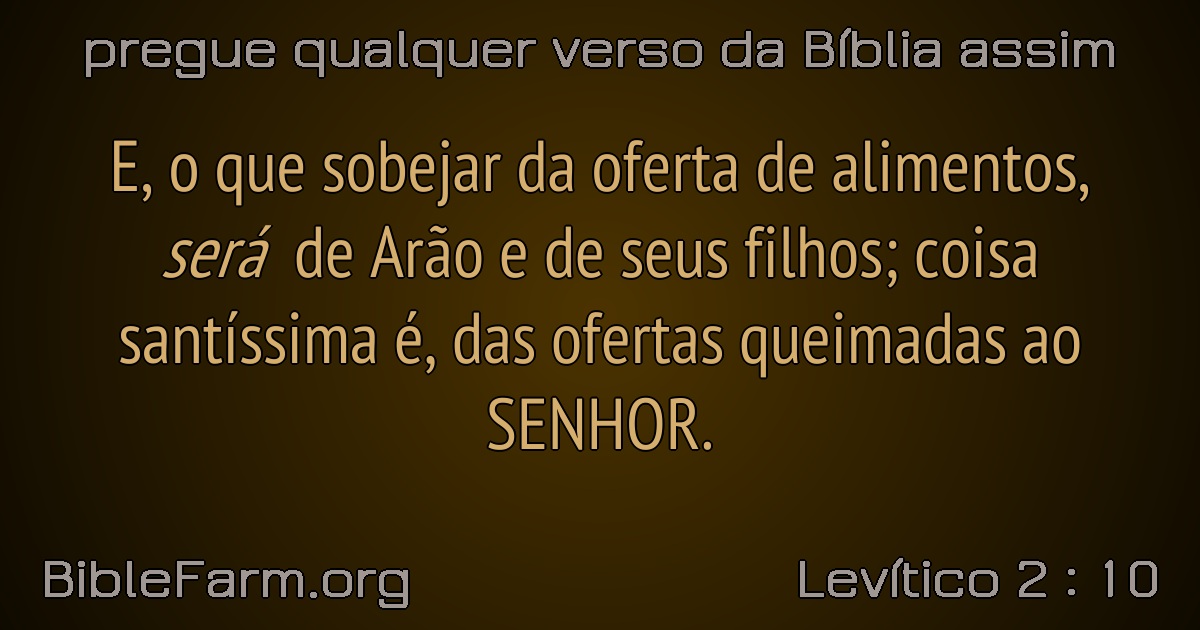 pregue qualquer verso da Bíblia assim
E, o que sobejar da oferta de alimentos,
será de Arão e de seus filhos; coisa
santíssima é, das ofertas queimadas ao
SENHOR.
BibleFarm.org
Levítico 2 : 10